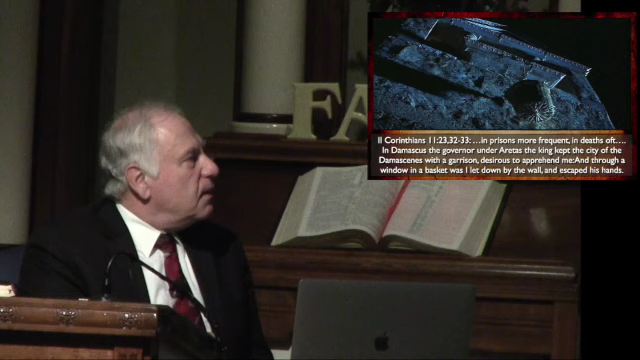 FA
II Corinthians 11:23,32-33: …in prisons more frequent, in deaths oft….
In Damascus the governor under Aretas the king kept the city of the
Damascenes with a garrison, desirous to apprehend me:And through a
window in a basket was I let down by the wall, and escaped his hands.